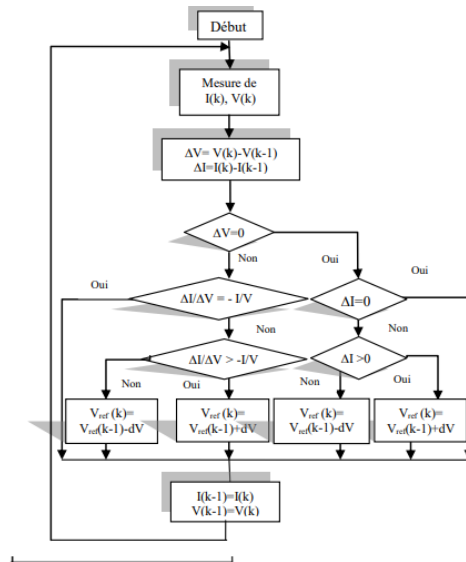 Début
Mesure de
I(k), V(k)
ΔV= V(k)-V(k-1)
ΔI=I(k)-I(k-1)
ΔV=0
Non
Oui
Oui
ΔI/ΔV = - I/V
ΔI=0
Oui
Non
Non
ΔI/ΔV > -I/V
ΔI >0
Non
Oui
Non
Oui
Vref (k)=
Vref(k-1)-dV
Vref (k)=
Vref(k-1)+dV
Vref (k)=
Vref(k-1)-dV
Vref (k)=
Vref(k-1)+dV
I(k-1)=I(k)
V(k-1)=V(k)